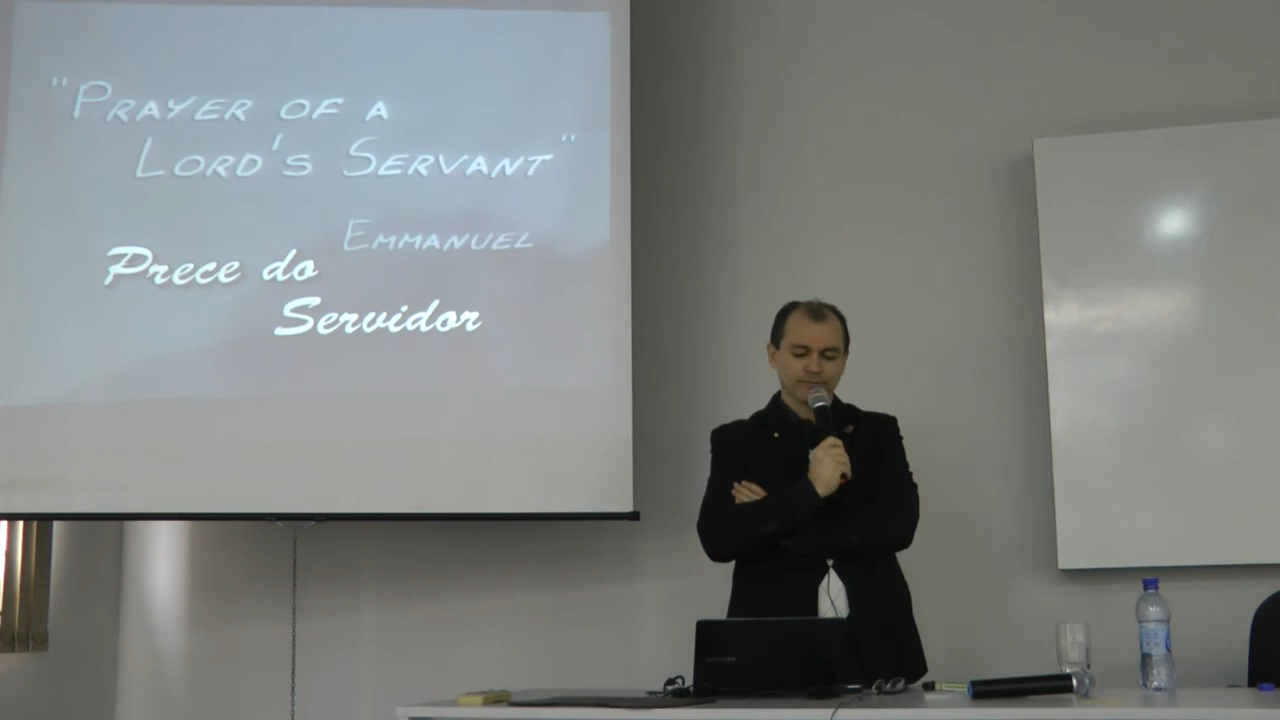 "Prayer of a
Lord's Servant"
Emmanuel
Prece do
Servidor